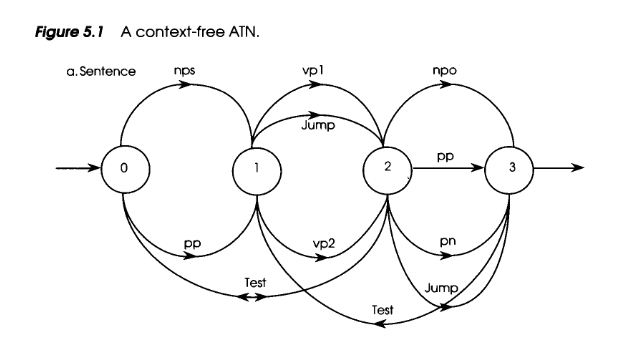 Figure 5.1 A context-free ATN.
a. Sentence
nps
vp1
npo
Jump
0
1
2
pp
3
pp
vp2
pn
Test
Jump
Test